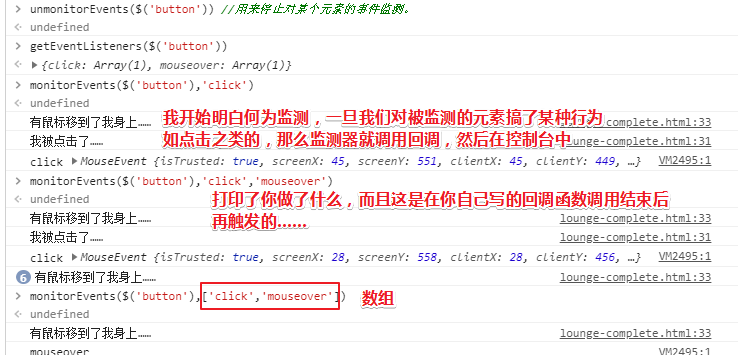 > unmonitorEvents($('button')) //用来停止对某个元素的事件监测。
< undefined
> getEventListeners($('button'))
< ▶ {click: Array(1), mouseover: Array(1)}
> monitorEvents($('button'),'click')
< undefined
有鼠标移到了我身上…… lounge-complete.html:33
我开始明白何为监测，一旦我们对被监测的元素搞了某种行为
我被点击了…… lounge-complete.html:31
如点击之类的，那么监测器就调用回调，然后在控制台中
click ▶ MouseEvent {isTrusted: true, screenX: 45, screenY: 551, clientX: 45, clientY: 449, …} VM2495:1
> monitorEvents($('button'),'click','mouseover')
打印了你做了什么，而且这是在你自己写的回调函数调用结束后
< undefined
再触发的......
有鼠标移到了我身上…… lounge-complete.html:33
我被点击了…… lounge-complete.html:31
click ▶ MouseEvent {isTrusted: true, screenX: 28, screenY: 558, clientX: 28, clientY: 456, …} VM2495:1
6 有鼠标移到了我身上…… lounge-complete.html:33
> monitorEvents($('button'),['click','mouseover']) 数组
< undefined
有鼠标移到了我身上…… lounge-complete.html:33
mouseover VM2495:1